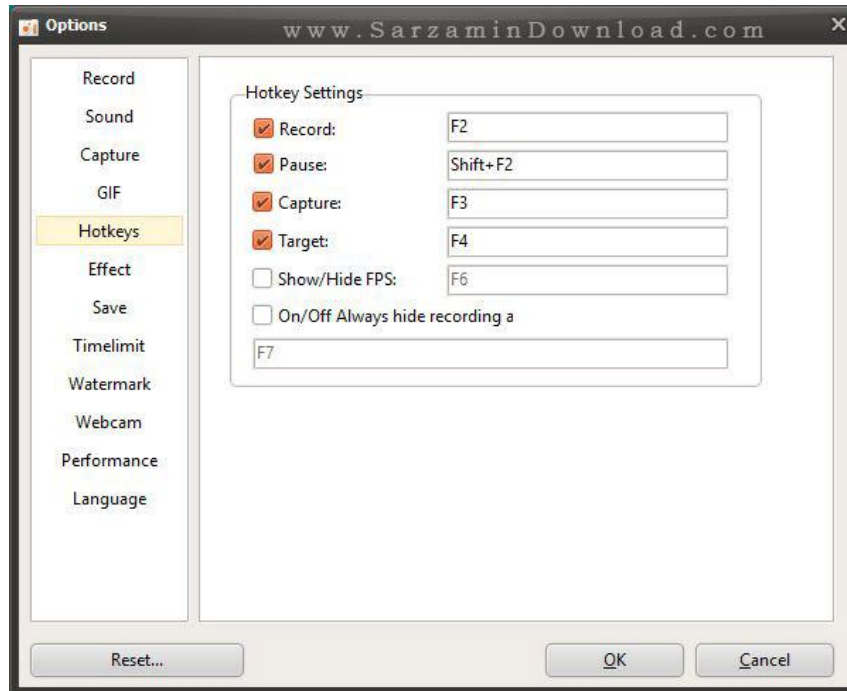 Options
www.SarzaminDownload.com
Record
Sound
Capture
GIF
Hotkeys
Effect
Save
Timelimit
Watermark
Webcam
Performance
Language
Hotkey Settings
Record: F2
Pause: Shift+F2
Capture: F3
Target: F4
Show/Hide FPS: F6
On/Off Always hide recording a
F7
Reset...
OK
Cancel